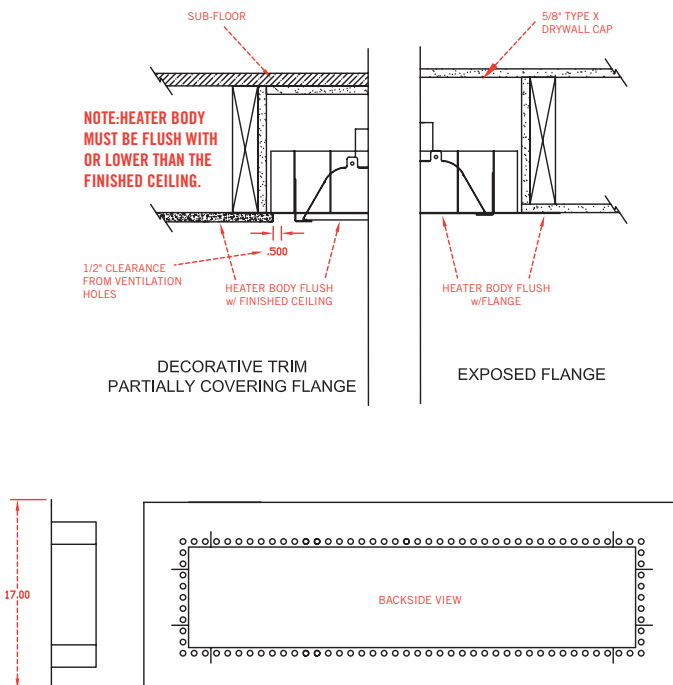 SUB-FLOOR
5/8" TYPE X
DRYWALL CAP
NOTE:HEATER BODY
MUST BE FLUSH WITH
OR LOWER THAN THE
FINISHED CEILING.
.500
1/2" CLEARANCE
FROM VENTILATION
HOLES
HEATER BODY FLUSH
w/ FINISHED CEILING
HEATER BODY FLUSH
w/FLANGE
DECORATIVE TRIM
PARTIALLY COVERING FLANGE
EXPOSED FLANGE
17.00
BACKSIDE VIEW